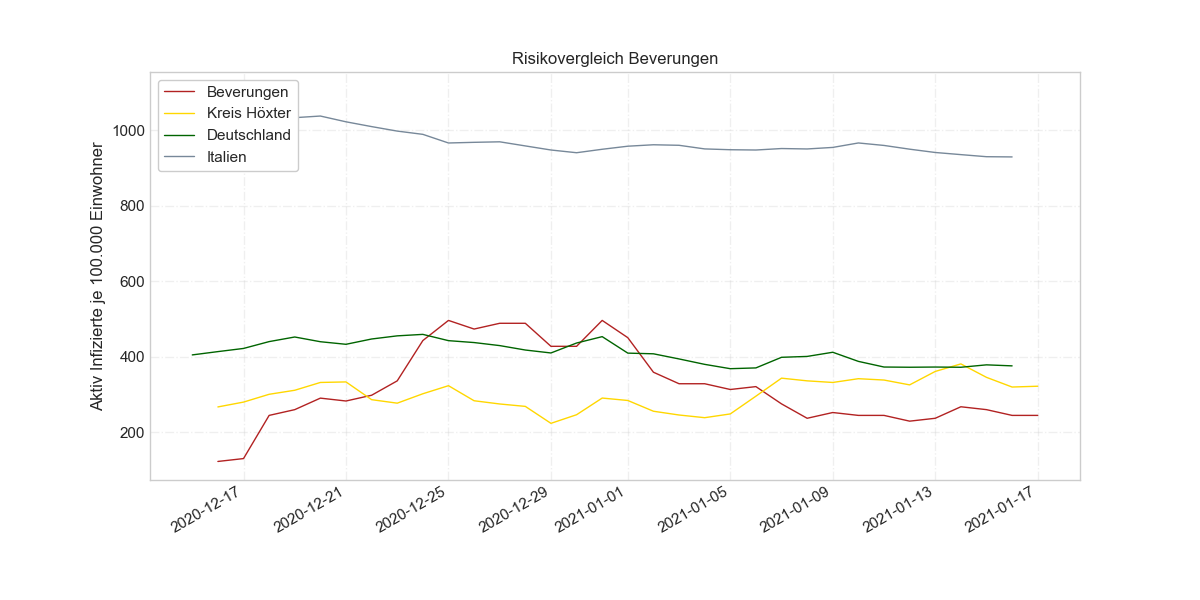 Risikovergleich Beverungen
Beverungen
Kreis Höxter
Deutschland
Italien
Aktiv Infizierte je 100.000 Einwohner
1000
800
600
400
200
2020-12-17
2020-12-21
2020-12-25
2020-12-29
2021-01-01
2021-01-05
2021-01-09
2021-01-13
2021-01-17